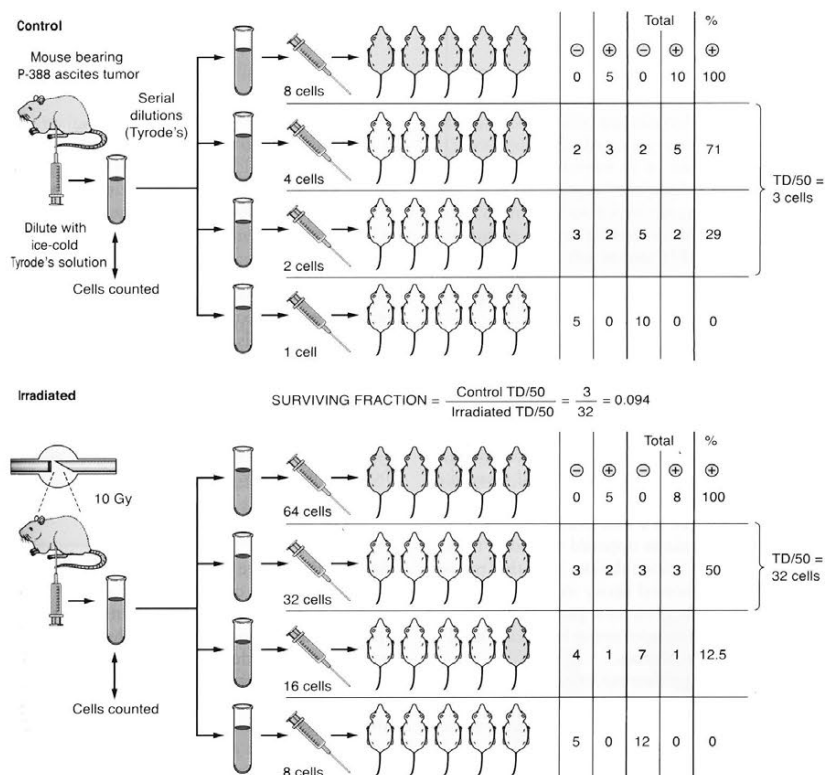 Control
Mouse bearing
P-388 ascites tumor
Serial
dilutions
(Tyrode's)
Dilute with
ice-cold
Tyrode's solution
Cells counted
Total %
⊖ ⊕ ⊖ ⊕ ⊕
8 cells 0 5 0 10 100
4 cells 2 3 2 5 71
2 cells 3 2 5 2 29
1 cell 5 0 10 0 0
TD/50 =
3 cells
Irradiated
SURVIVING FRACTION = Control TD/50 / Irradiated TD/50 = 3 / 32 = 0.094
10 Gy
Cells counted
Total %
⊖ ⊕ ⊖ ⊕ ⊕
64 cells 0 5 0 8 100
32 cells 3 2 3 3 50
16 cells 4 1 7 1 12.5
8 cells 5 0 12 0 0
TD/50 =
32 cells